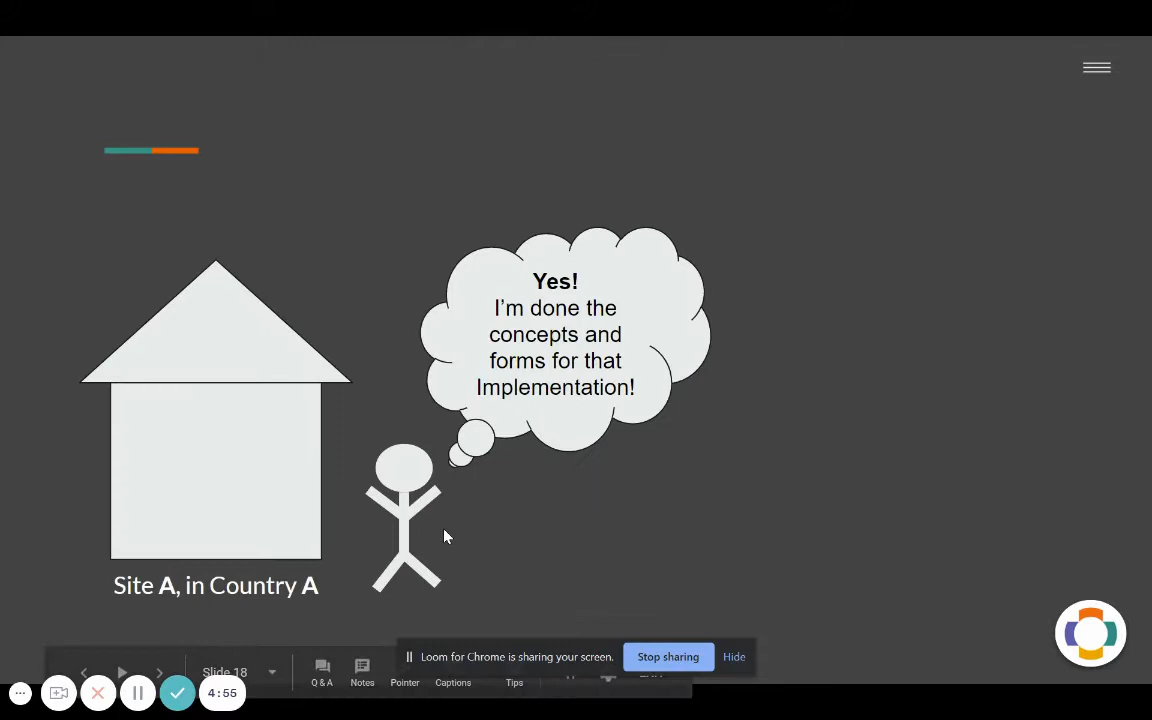 Yes!
I'm done the
concepts and
forms for that
Implementation!
Site A, in Country A
Loom for Chrome is sharing your screen.
Stop sharing
Hide
Slide 18
Q & A
Notes
Pointer
Captions
Tips
4:55